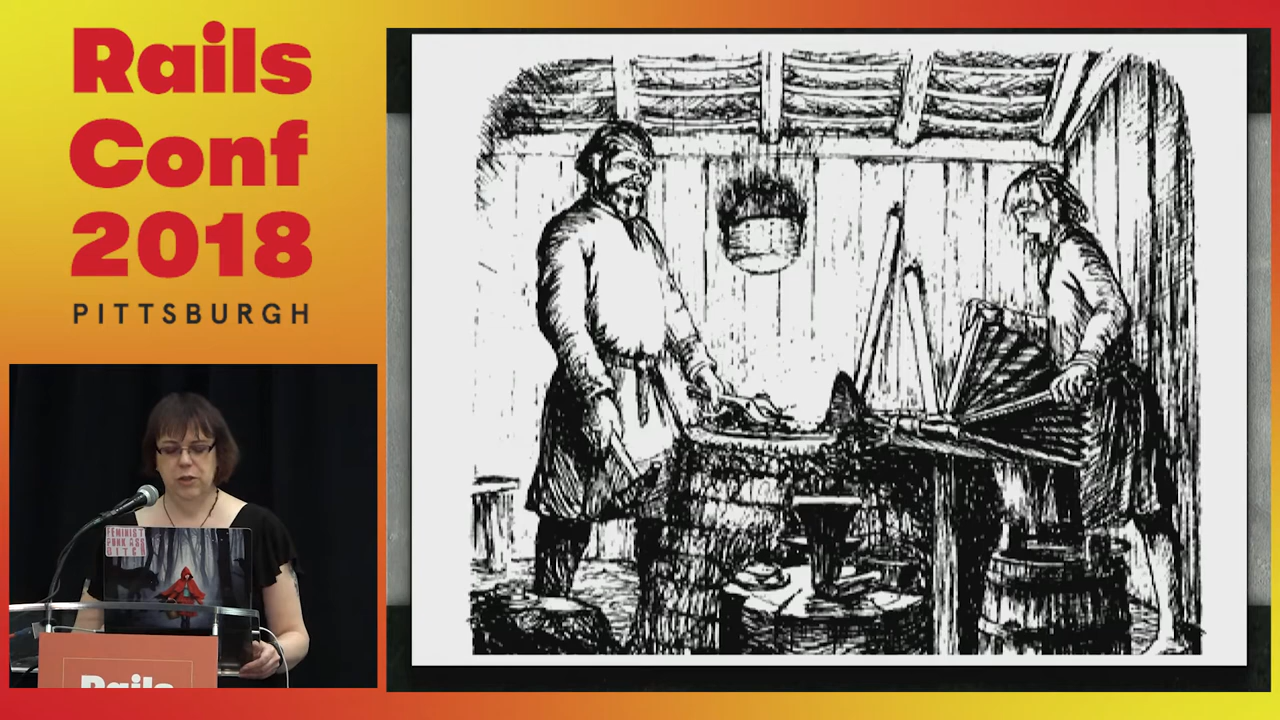 Rails
Conf
2018
PITTSBURGH
FEMINIST
PUNK ASS
BITCH
Rails